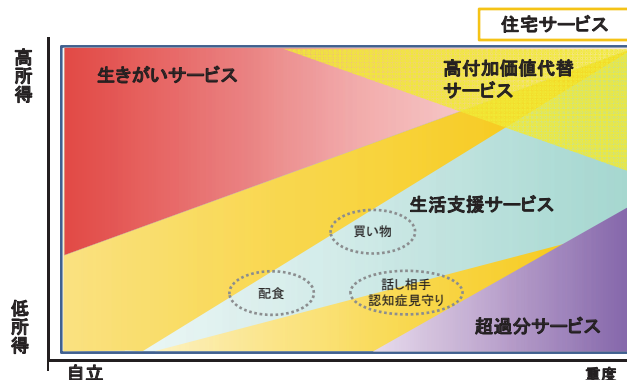 住宅サービス
高所得
生きがいサービス
高付加価値代替
サービス
生活支援サービス
買い物
配食
話し相手
認知症見守り
超過分サービス
低所得
自立
重度